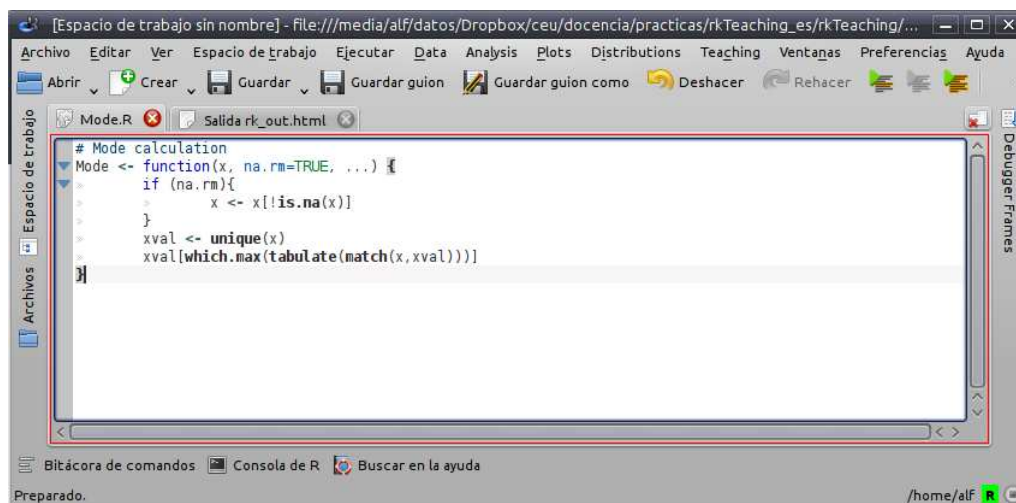 [Espacio de trabajo sin nombre] - file:///media/alf/datos/Dropbox/ceu/docencia/practicas/rkTeaching_es/rkTeaching/...
Archivo Editar Ver Espacio de trabajo Ejecutar Data Analysis Plots Distributions Teaching Ventanas Preferencias Ayuda
Abrir Crear Guardar Guardar guion Guardar guion como Deshacer Rehacer
Mode.R Salida rk_out.html
Espacio de trabajo
Archivos
# Mode calculation
Mode <- function(x, na.rm=TRUE, ...) {
if (na.rm){
x <- x[!is.na(x)]
}
xval <- unique(x)
xval[which.max(tabulate(match(x,xval)))]
}
Debugger Frames
Bitácora de comandos Consola de R Buscar en la ayuda
Preparado. /home/alf R